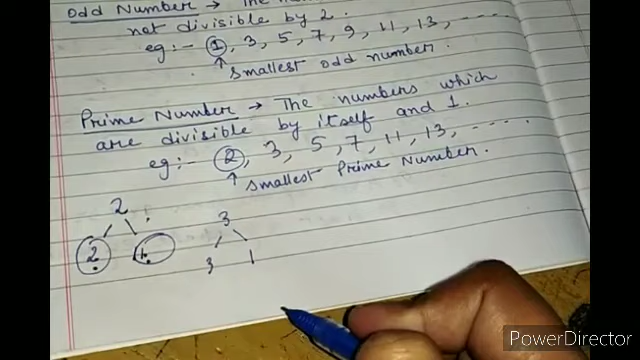 Odd Number → The
not divisible by 2.
eg:- 1, 3, 5, 7, 9, 11, 13, ----
↑ smallest odd number.
Prime Number → The numbers which
are divisible by itself and 1.
eg:- 2, 3, 5, 7, 11, 13, ----.
↑ smallest Prime Number.
2 3
2 1 3 1
PowerDirector